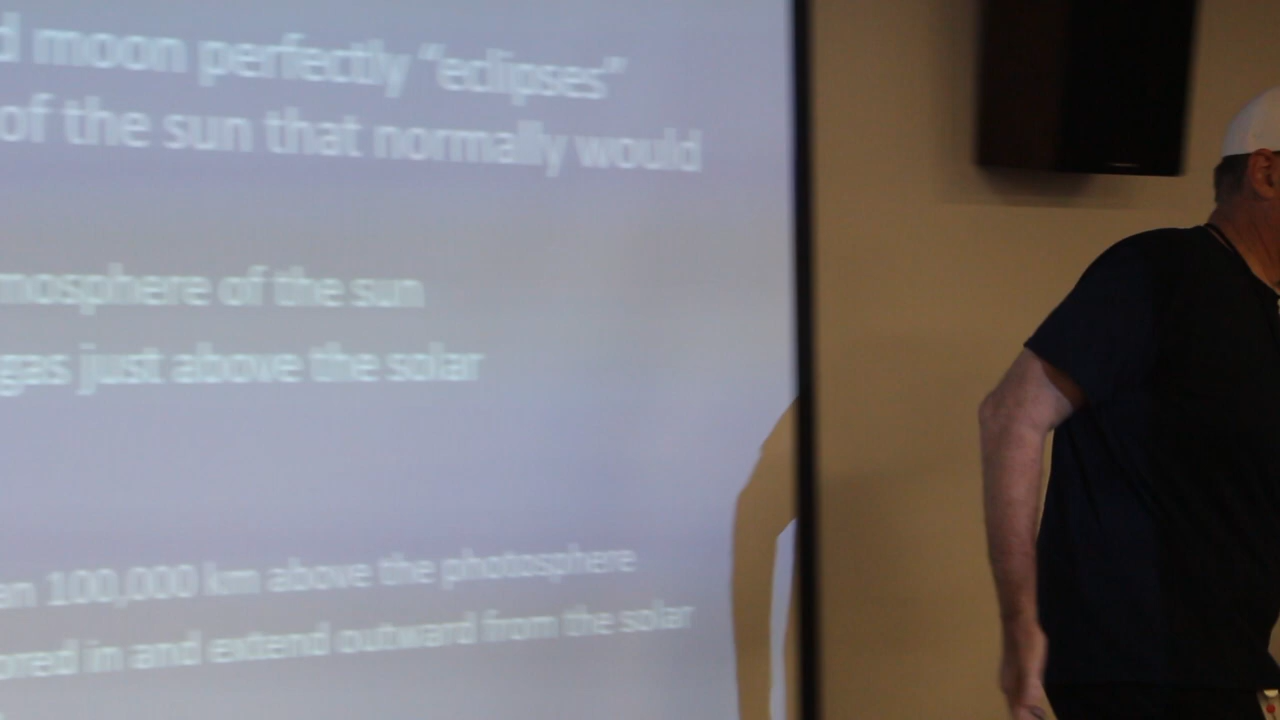 moon perfectly "eclipses"
of the sun that normally would
of the sun
gas just above the solar
100,000 km above the photosphere
in and extend outward from the solar